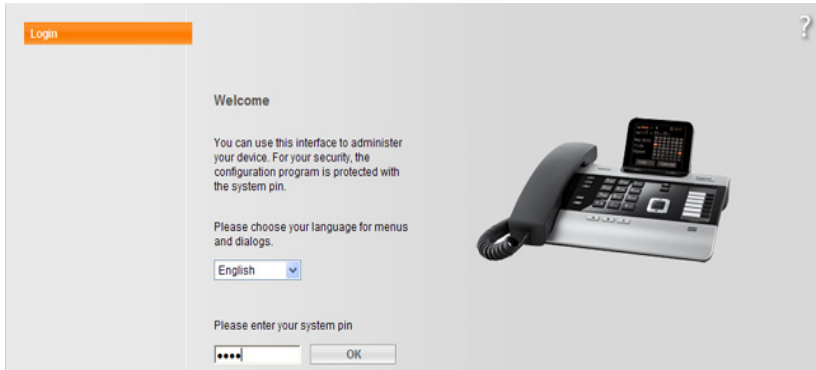 Login
?
Welcome
You can use this interface to administer
your device. For your security, the
configuration program is protected with
the system pin.
Please choose your language for menus
and dialogs.
English
Please enter your system pin
••••
OK